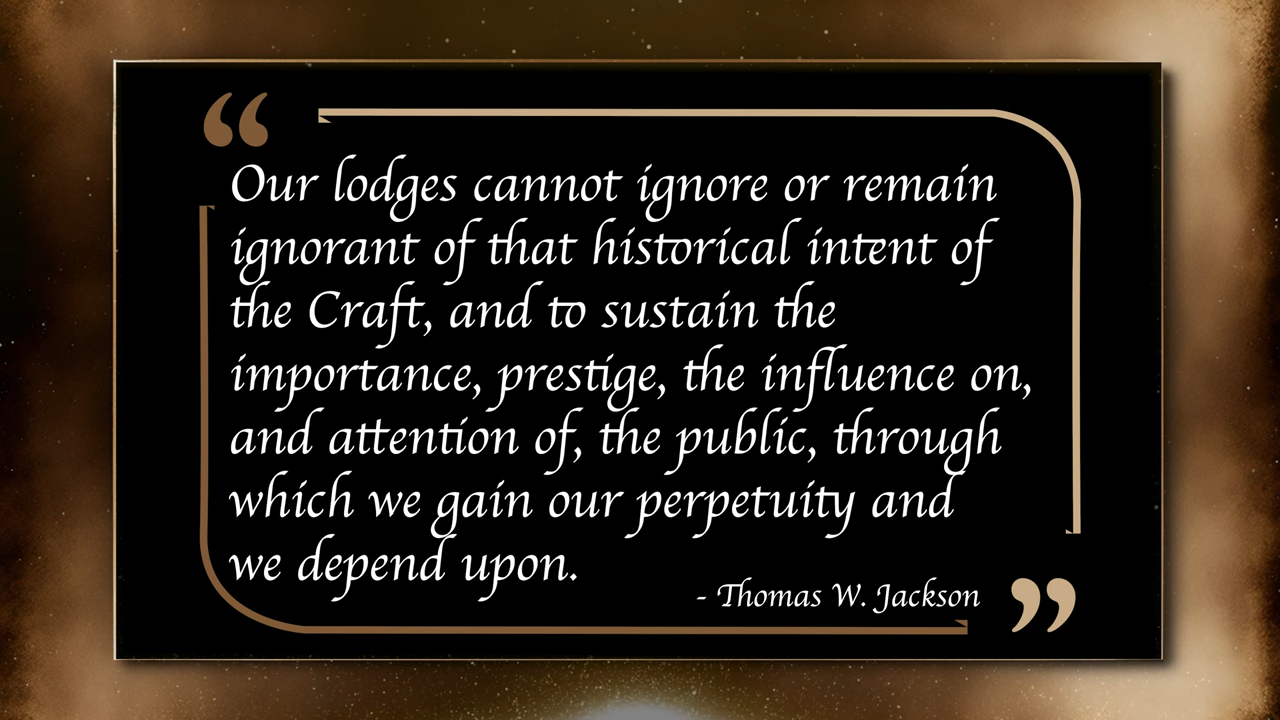 “
Our lodges cannot ignore or remain
ignorant of that historical intent of
the Craft, and to sustain the
importance, prestige, the influence on,
and attention of, the public, through
which we gain our perpetuity and
we depend upon.
- Thomas W. Jackson
”